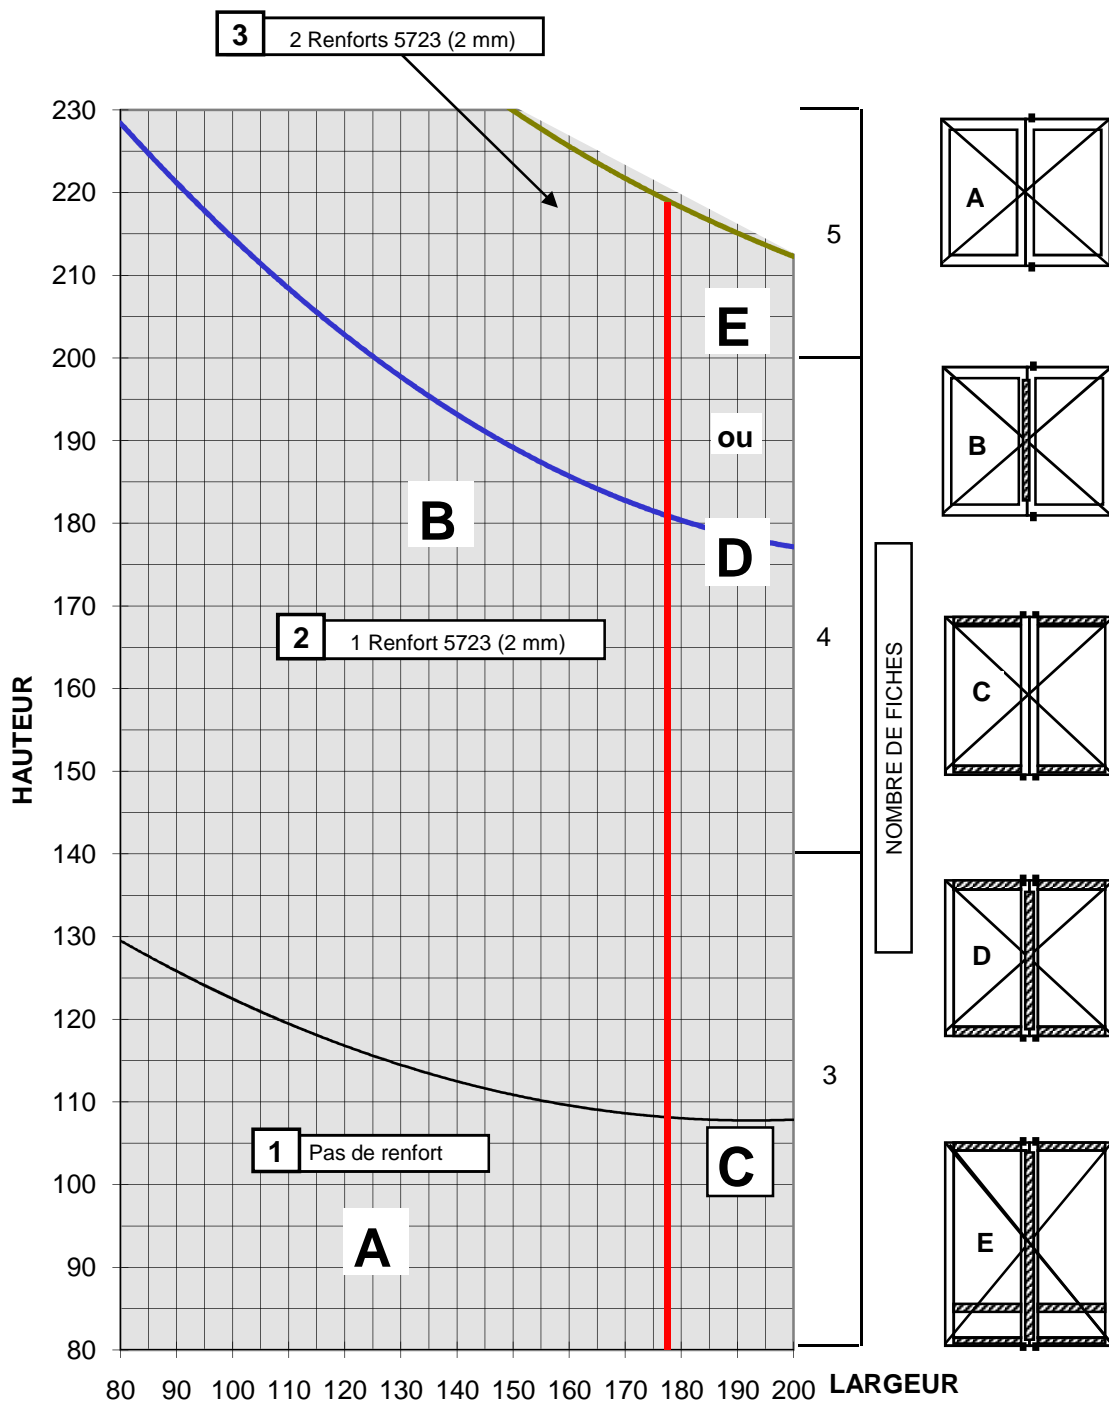 3 2 Renforts 5723 (2 mm)
230
220
210
200
190
180
170
160
150
140
130
120
110
100
90
80
HAUTEUR
E
ou
D
B
2 1 Renfort 5723 (2 mm)
1 Pas de renfort
C
A
5
4
3
NOMBRE DE FICHES
A
B
C
D
E
80 90 100 110 120 130 140 150 160 170 180 190 200 LARGEUR